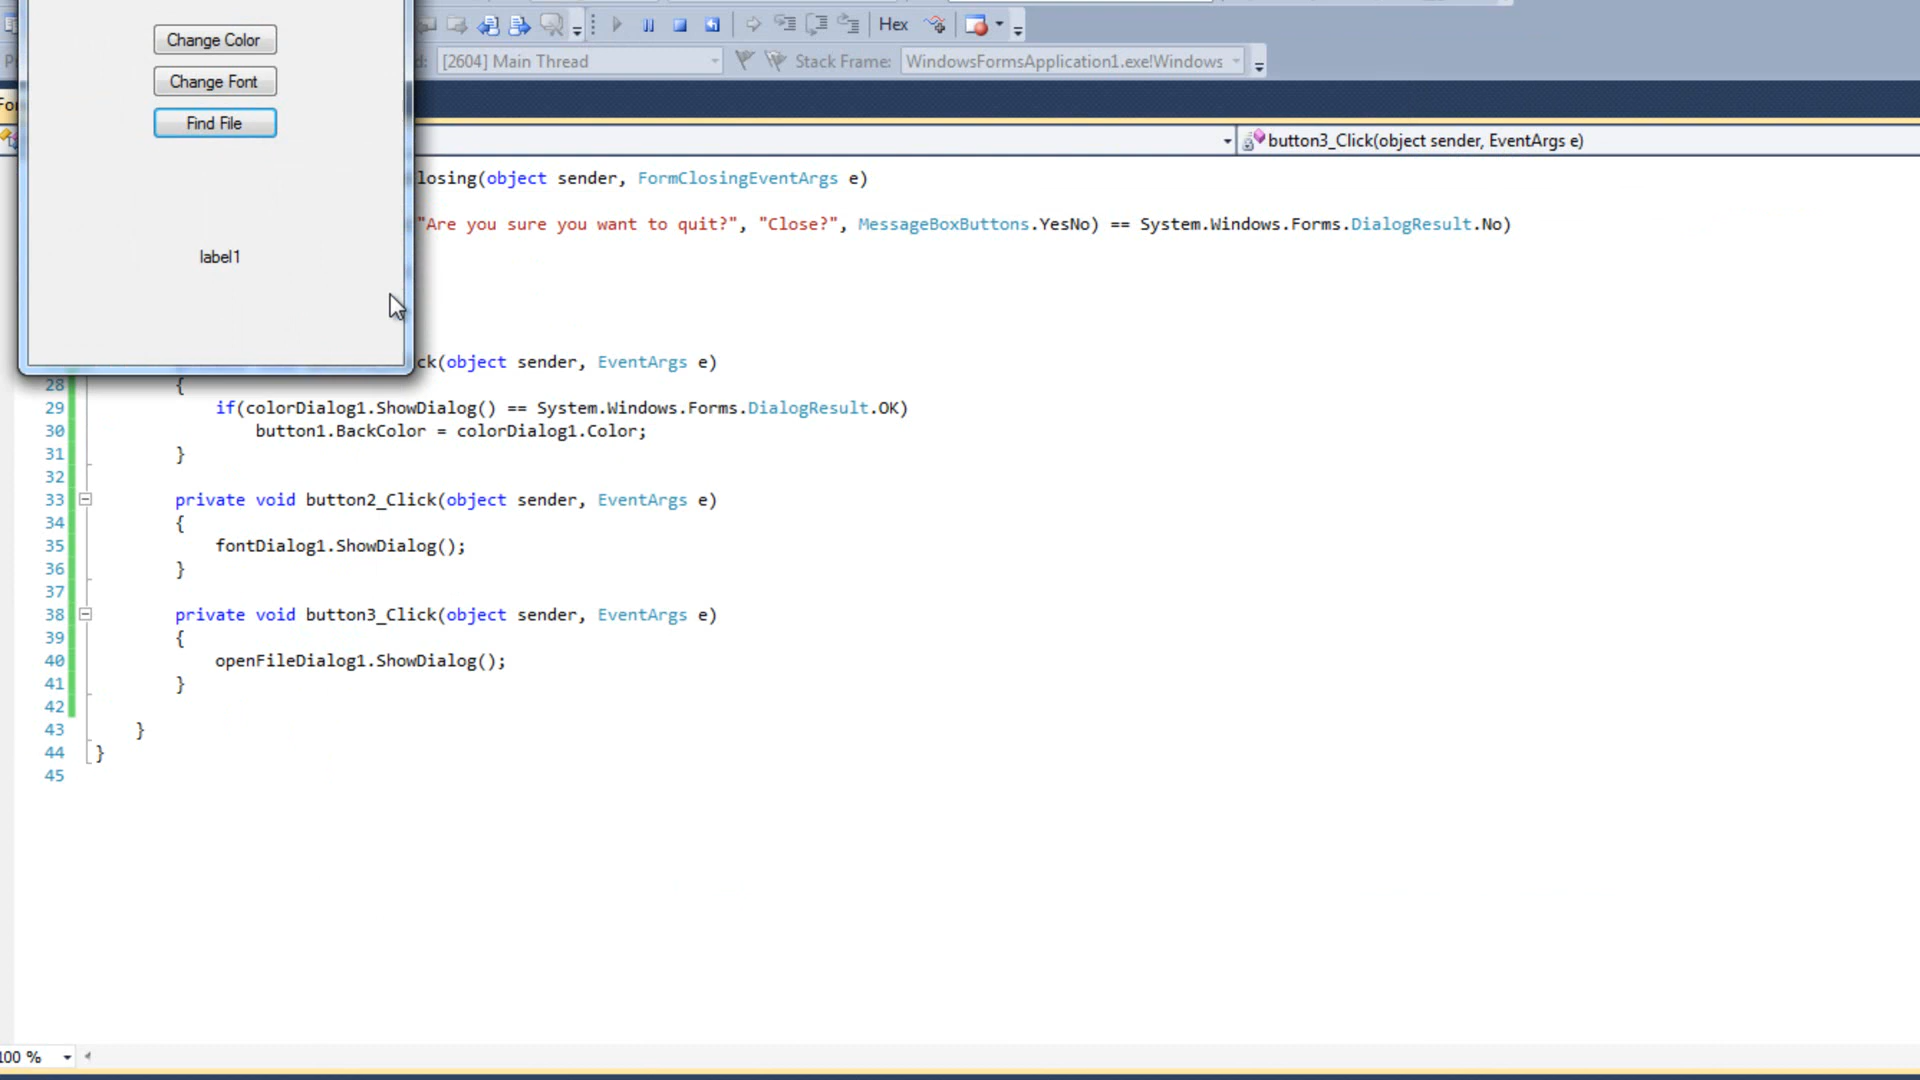 Hex
[2604] Main Thread
Stack Frame:
WindowsFormsApplication1.exe!Windows
Change Color
Change Font
Find File
label1
button3_Click(object sender, EventArgs e)
losing(object sender, FormClosingEventArgs e)
"Are you sure you want to quit?", "Close?", MessageBoxButtons.YesNo) == System.Windows.Forms.DialogResult.No)
ck(object sender, EventArgs e)
28 {
29 if(colorDialog1.ShowDialog() == System.Windows.Forms.DialogResult.OK)
30 button1.BackColor = colorDialog1.Color;
31 }
32
33 private void button2_Click(object sender, EventArgs e)
34 {
35 fontDialog1.ShowDialog();
36 }
37
38 private void button3_Click(object sender, EventArgs e)
39 {
40 openFileDialog1.ShowDialog();
41 }
42
43 }
44 }
45
100 %